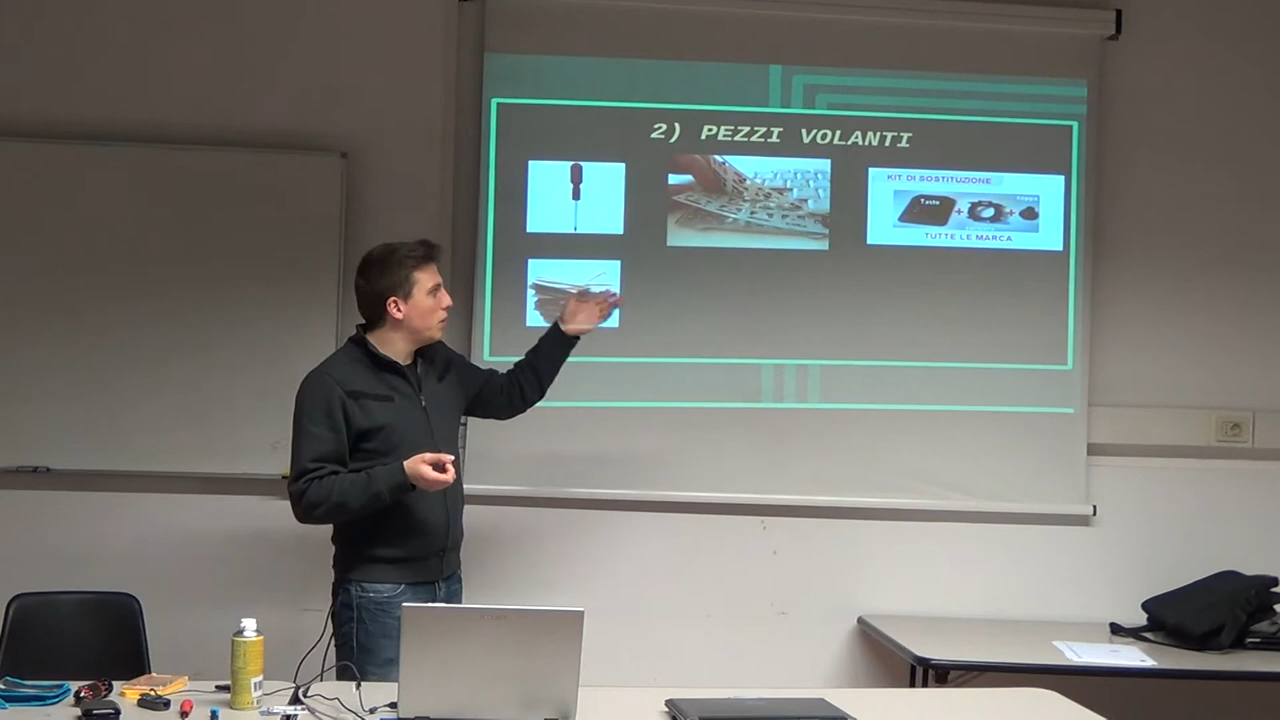 2) PEZZI VOLANTI
KIT DI SOSTITUZIONE
Tasto
TUTTE LE MARCA